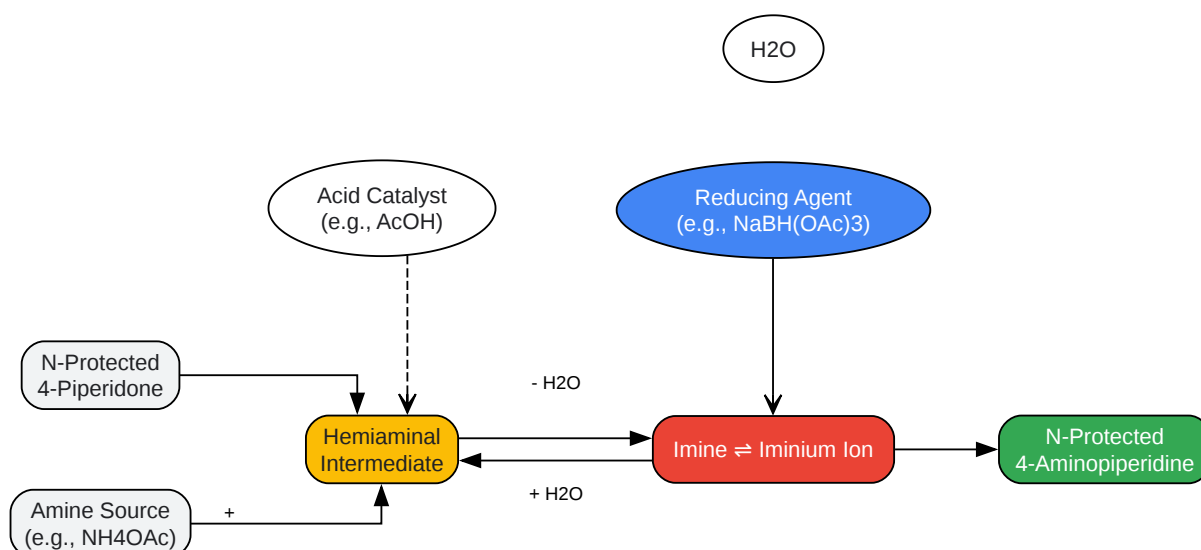 H2O
Acid Catalyst
(e.g., AcOH)
Reducing Agent
(e.g., NaBH(OAc)3)
N-Protected
4-Piperidone
- H2O
Hemiaminal
Intermediate
Imine ⇌ Iminium Ion
N-Protected
4-Aminopiperidine
+ H2O
Amine Source
(e.g., NH4OAc)
+